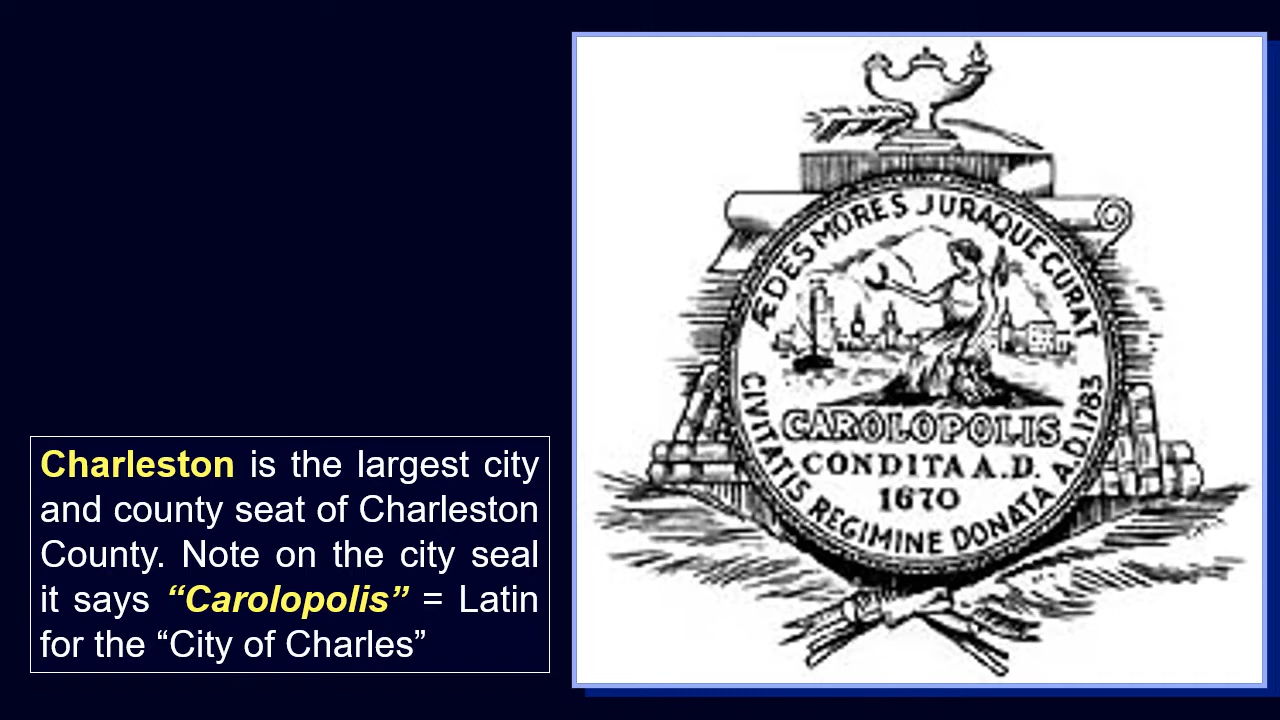 Charleston is the largest city
and county seat of Charleston
County. Note on the city seal
it says “Carolopolis” = Latin
for the “City of Charles”
ÆDES MORES JURAQUE CURAT
CAROLOPOLIS
CONDITA A.D.
1670
CIVITATIS REGIMINE DONATA A.D. 1783